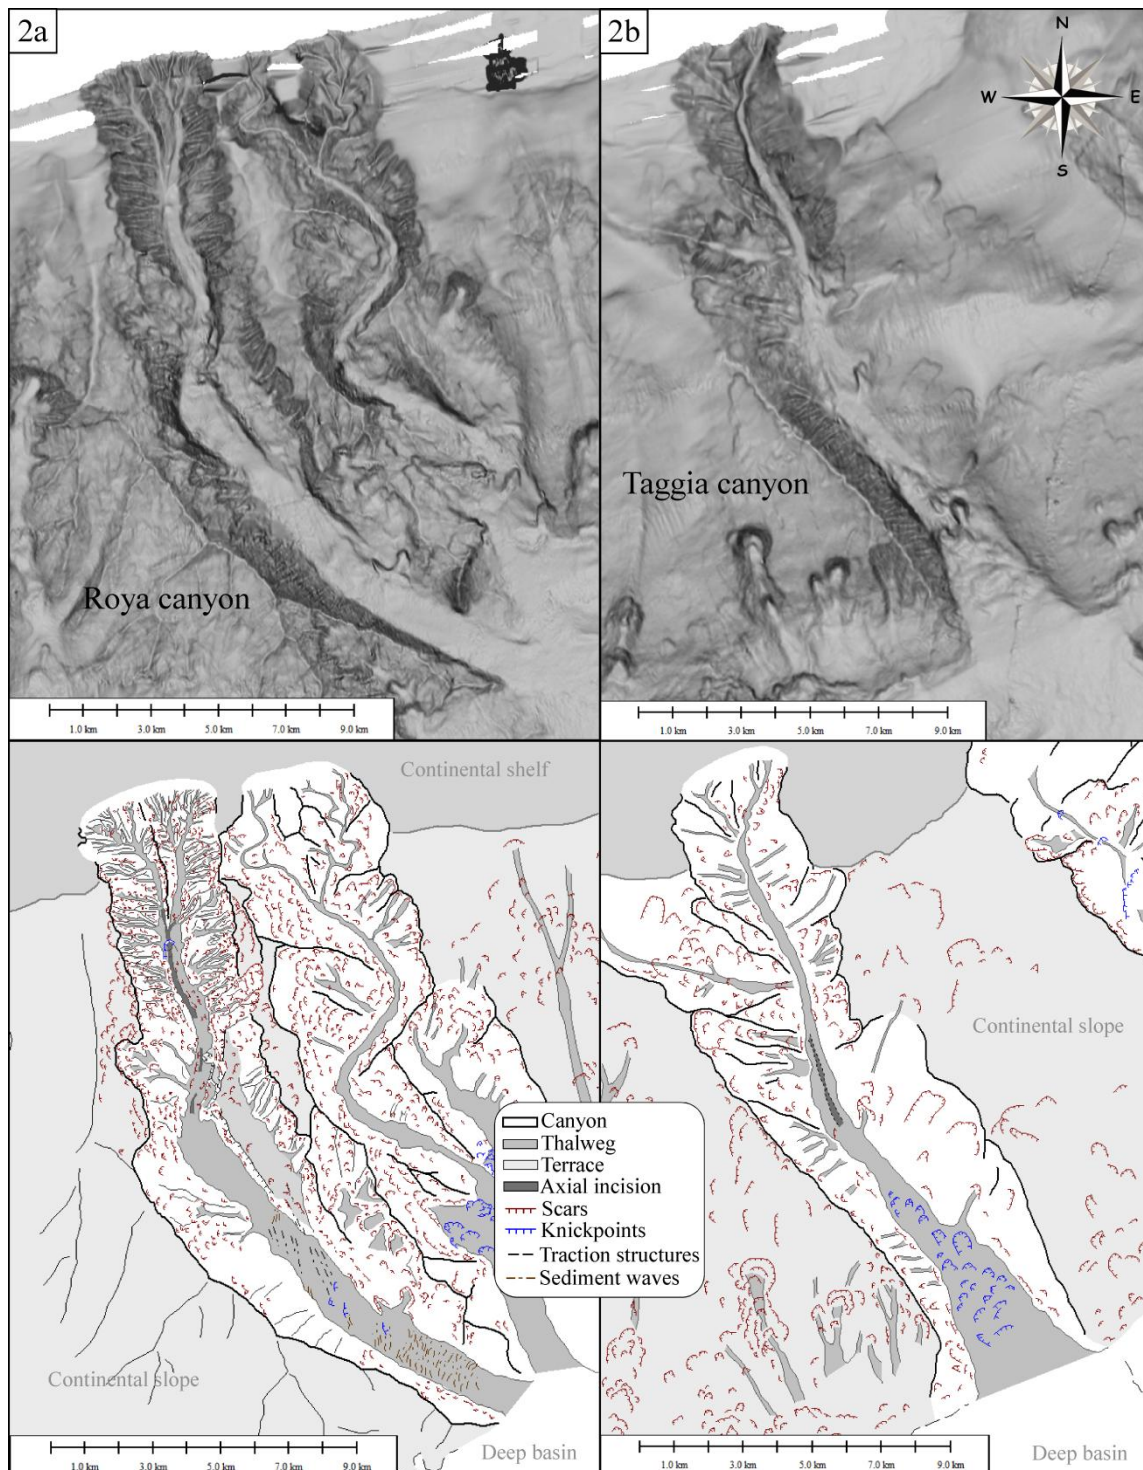 2a
2b
N
W
E
S
Roya canyon
Taggia canyon
1.0 km 3.0 km 5.0 km 7.0 km 9.0 km
1.0 km 3.0 km 5.0 km 7.0 km 9.0 km
Continental shelf
Continental slope
Canyon
Thalweg
Terrace
Axial incision
Scars
Knickpoints
Traction structures
Sediment waves
Continental slope
Deep basin
Deep basin
1.0 km 3.0 km 5.0 km 7.0 km 9.0 km
1.0 km 3.0 km 5.0 km 7.0 km 9.0 km